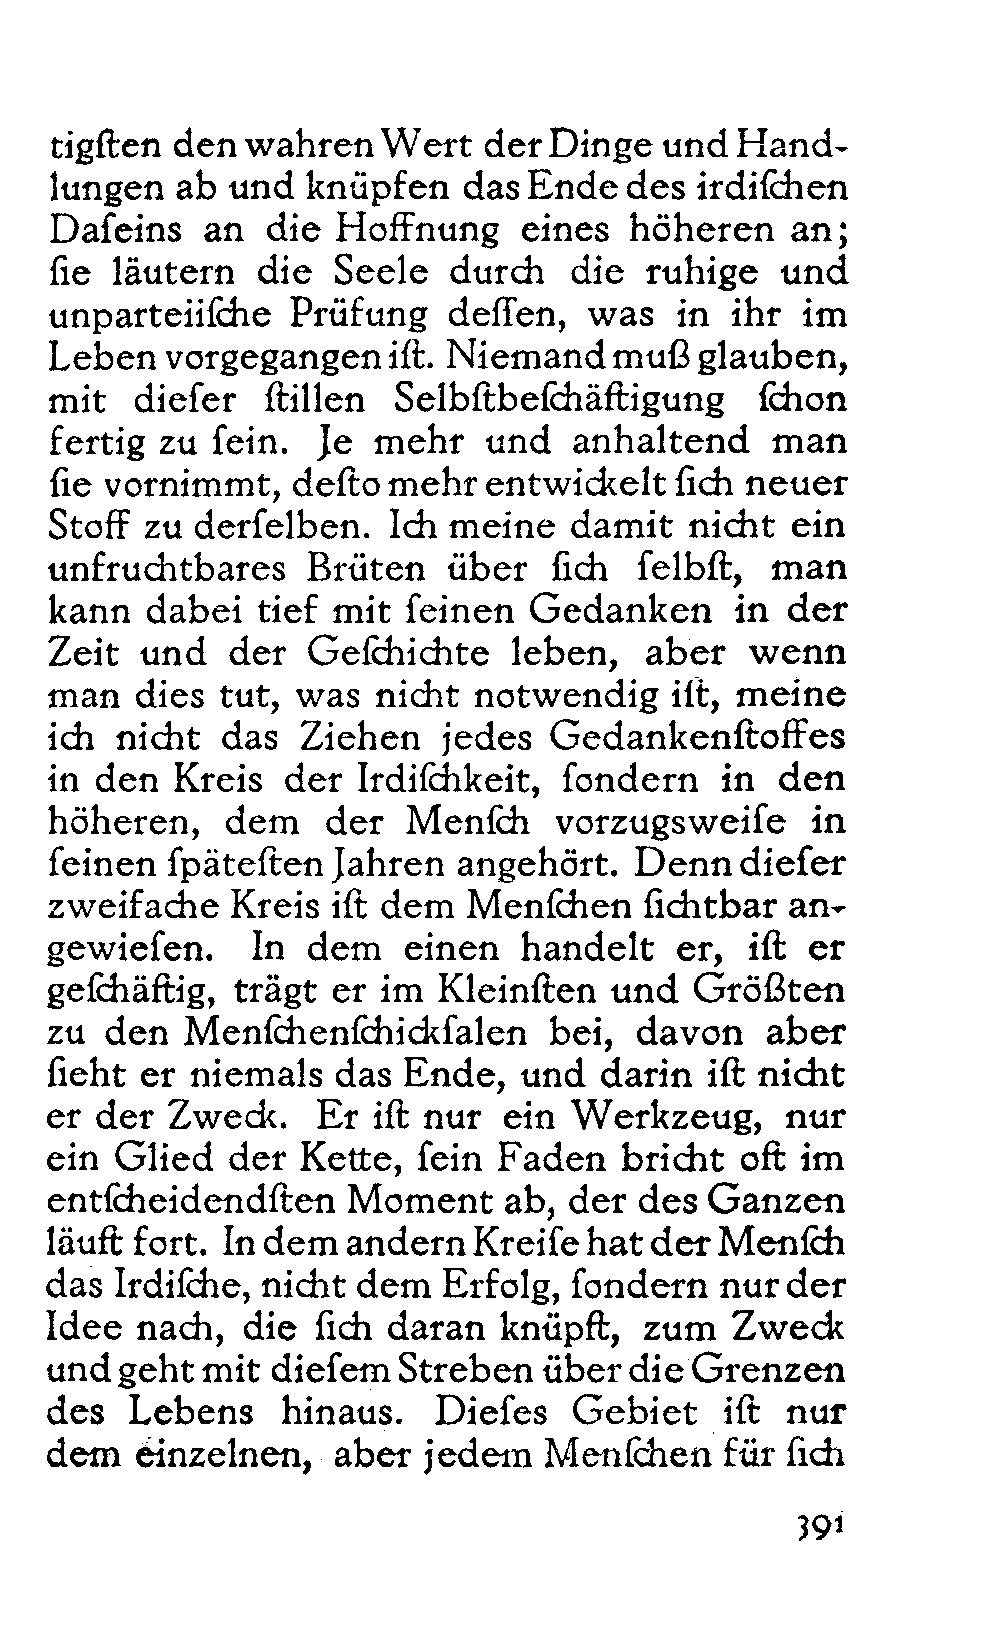 tigſten den wahren Wert der Dinge und Hand-
lungen ab und knüpfen das Ende des irdiſchen
Daſeins an die Hoffnung eines höheren an;
ſie läutern die Seele durch die ruhige und
unparteiiſche Prüfung deſſen, was in ihr im
Leben vorgegangen iſt. Niemand muß glauben,
mit dieſer ſtillen Selbſtbeſchäftigung ſchon
fertig zu ſein. Je mehr und anhaltend man
ſie vornimmt, deſto mehr entwickelt ſich neuer
Stoff zu derſelben. Ich meine damit nicht ein
unfruchtbares Brüten über ſich ſelbſt, man
kann dabei tief mit ſeinen Gedanken in der
Zeit und der Geſchichte leben, aber wenn
man dies tut, was nicht notwendig iſt, meine
ich nicht das Ziehen jedes Gedankenſtoffes
in den Kreis der Irdiſchkeit, ſondern in den
höheren, dem der Menſch vorzugsweiſe in
ſeinen ſpäteſten Jahren angehört. Denn dieſer
zweifache Kreis iſt dem Menſchen ſichtbar an-
gewieſen. In dem einen handelt er, iſt er
geſchäftig, trägt er im Kleinſten und Größten
zu den Menſchenſchickſalen bei, davon aber
ſieht er niemals das Ende, und darin iſt nicht
er der Zweck. Er iſt nur ein Werkzeug, nur
ein Glied der Kette, ſein Faden bricht oft im
entſcheidendſten Moment ab, der des Ganzen
läuft fort. In dem andern Kreiſe hat der Menſch
das Irdiſche, nicht dem Erfolg, ſondern nur der
Idee nach, die ſich daran knüpft, zum Zweck
und geht mit dieſem Streben über die Grenzen
des Lebens hinaus. Dieſes Gebiet iſt nur
dem einzelnen, aber jedem Menſchen für ſich
391